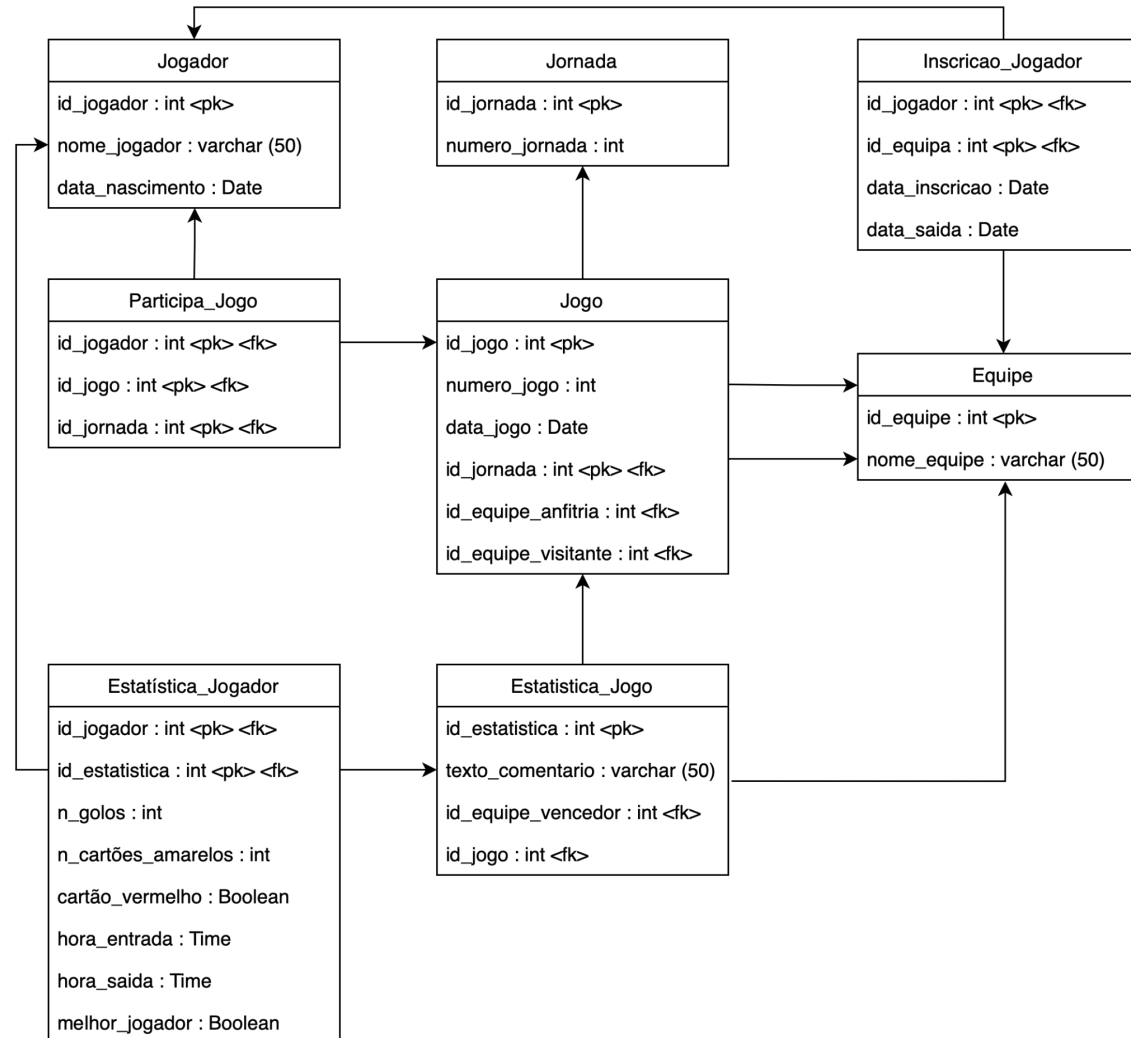 Jogador
id_jogador : int <pk>
nome_jogador : varchar (50)
data_nascimento : Date
Jornada
id_jornada : int <pk>
numero_jornada : int
Inscricao_Jogador
id_jogador : int <pk> <fk>
id_equipa : int <pk> <fk>
data_inscricao : Date
data_saida : Date
Participa_Jogo
id_jogador : int <pk> <fk>
id_jogo : int <pk> <fk>
id_jornada : int <pk> <fk>
Jogo
id_jogo : int <pk>
numero_jogo : int
data_jogo : Date
id_jornada : int <pk> <fk>
id_equipe_anfitria : int <fk>
id_equipe_visitante : int <fk>
Equipe
id_equipe : int <pk>
nome_equipe : varchar (50)
Estatística_Jogador
id_jogador : int <pk> <fk>
id_estatistica : int <pk> <fk>
n_golos : int
n_cartões_amarelos : int
cartão_vermelho : Boolean
hora_entrada : Time
hora_saida : Time
melhor_jogador : Boolean
Estatistica_Jogo
id_estatistica : int <pk>
texto_comentario : varchar (50)
id_equipe_vencedor : int <fk>
id_jogo : int <fk>